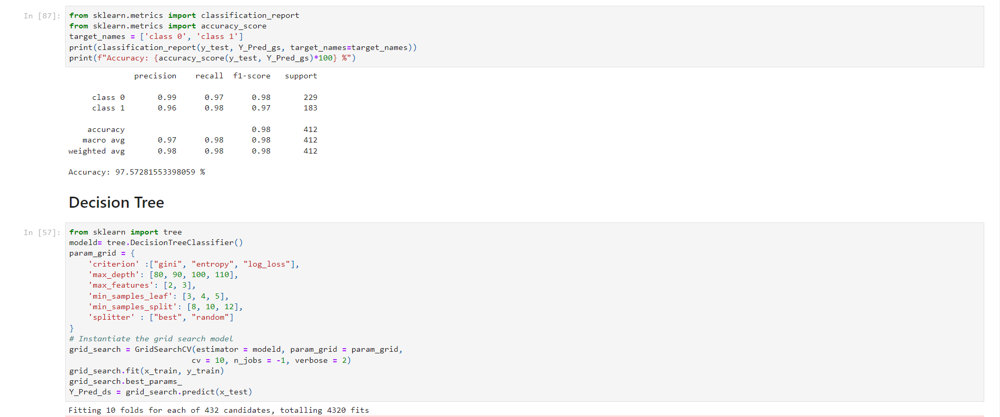 In [87]:
from sklearn.metrics import classification_report
from sklearn.metrics import accuracy_score
target_names = ['class 0', 'class 1']
print(classification_report(y_test, Y_Pred_gs, target_names=target_names))
print(f"Accuracy: {accuracy_score(y_test, Y_Pred_gs)*100} %")
              precision    recall  f1-score   support

     class 0       0.99      0.97      0.98       229
     class 1       0.96      0.98      0.97       183

    accuracy                           0.98       412
   macro avg       0.97      0.98      0.98       412
weighted avg       0.98      0.98      0.98       412

Accuracy: 97.57281553398059 %
Decision Tree
In [57]:
from sklearn import tree
modeld= tree.DecisionTreeClassifier()
param_grid = {
    'criterion' :["gini", "entropy", "log_loss"],
    'max_depth': [80, 90, 100, 110],
    'max_features': [2, 3],
    'min_samples_leaf': [3, 4, 5],
    'min_samples_split': [8, 10, 12],
    'splitter' : ["best", "random"]
}
# Instantiate the grid search model
grid_search = GridSearchCV(estimator = modeld, param_grid = param_grid,
                          cv = 10, n_jobs = -1, verbose = 2)
grid_search.fit(x_train, y_train)
grid_search.best_params_
Y_Pred_ds = grid_search.predict(x_test)
Fitting 10 folds for each of 432 candidates, totalling 4320 fits